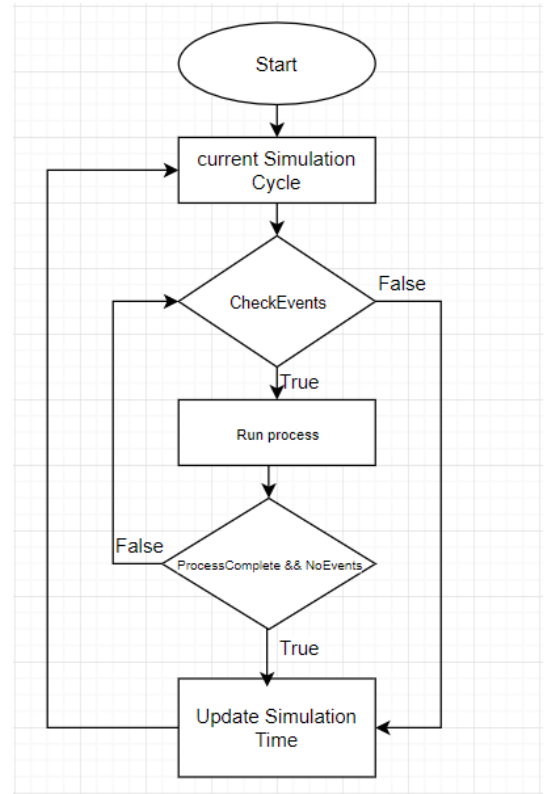 Start
current Simulation
Cycle
CheckEvents
False
True
Run process
False
ProcessComplete && NoEvents
True
Update Simulation
Time